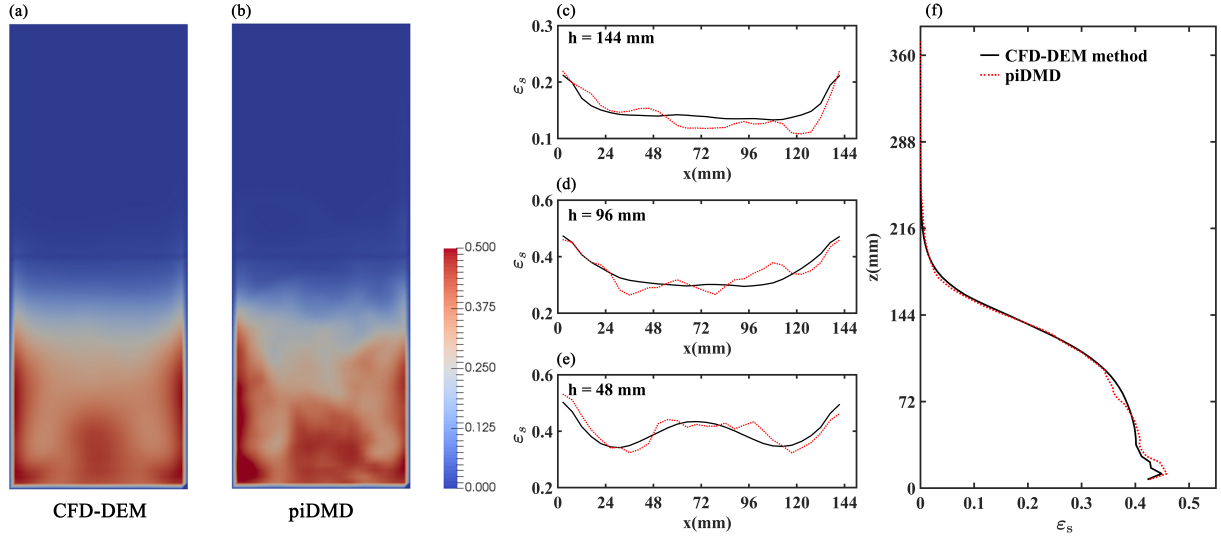 (a)
CFD-DEM
(b)
piDMD
0.500
0.375
0.250
0.125
0.000
(c)
h = 144 mm
0.3
0.2
0.1
εs
0 24 48 72 96 120 144
x(mm)
(d)
h = 96 mm
0.6
0.4
0.2
εs
0 24 48 72 96 120 144
x(mm)
(e)
h = 48 mm
0.6
0.4
0.2
εs
0 24 48 72 96 120 144
x(mm)
(f)
CFD-DEM method
piDMD
360
288
216
144
72
0
z(mm)
0 0.1 0.2 0.3 0.4 0.5
εs